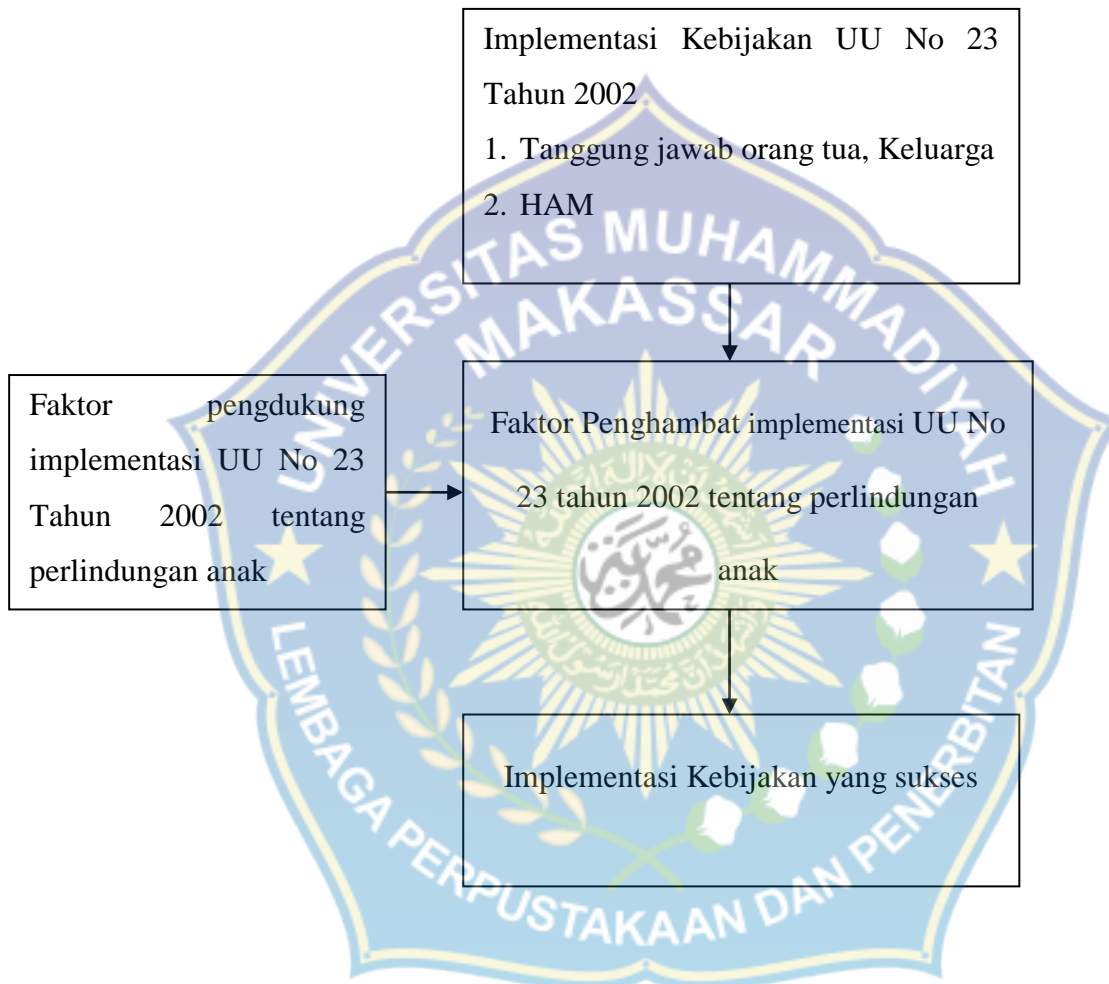 Implementasi Kebijakan UU No 23
Tahun 2002
1. Tanggung jawab orang tua, Keluarga
2. HAM
UNIVERSITAS MUHAMMADIYAH
MAKASSAR
Faktor pengdukung
implementasi UU No 23
Tahun 2002 tentang
perlindungan anak
Faktor Penghambat implementasi UU No
23 tahun 2002 tentang perlindungan
anak
محمدية
Implementasi Kebijakan yang sukses
LEMBAGA PERPUSTAKAAN DAN PENERBITAN